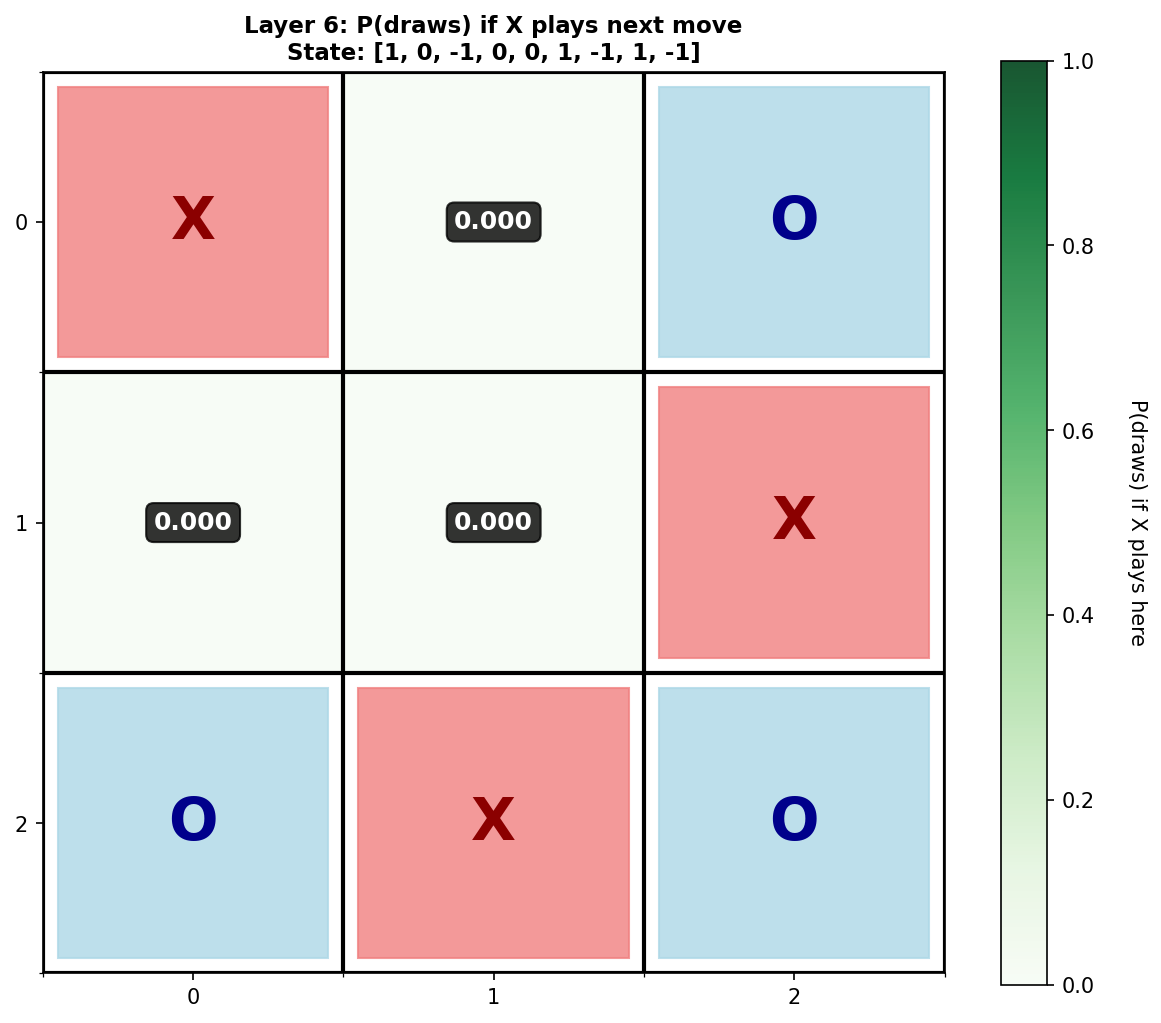 Layer 6: P(draws) if X plays next move
State: [1, 0, -1, 0, 0, 1, -1, 1, -1]
0
X
0.000
O
1
0.000
0.000
X
2
O
X
O
0
1
2
1.0
0.8
0.6
0.4
0.2
0.0
P(draws) if X plays here